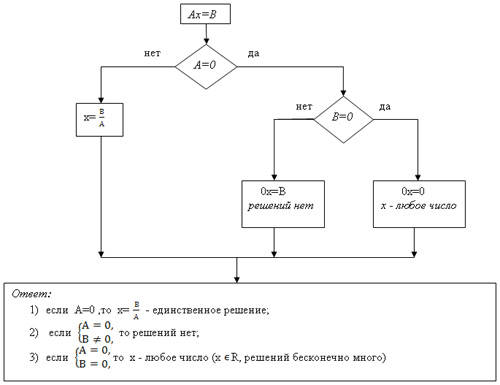 Ax=B
нет
да
A=0
x= B/A
нет
да
B=0
0x=B
решений нет
0x=0
x - любое число
Ответ:
1) если A=0 ,то x= B/A - единственное решение;
2) если { A = 0, B ≠ 0, то решений нет;
3) если { A = 0, B = 0, то x - любое число (x ϵ R, решений бесконечно много)